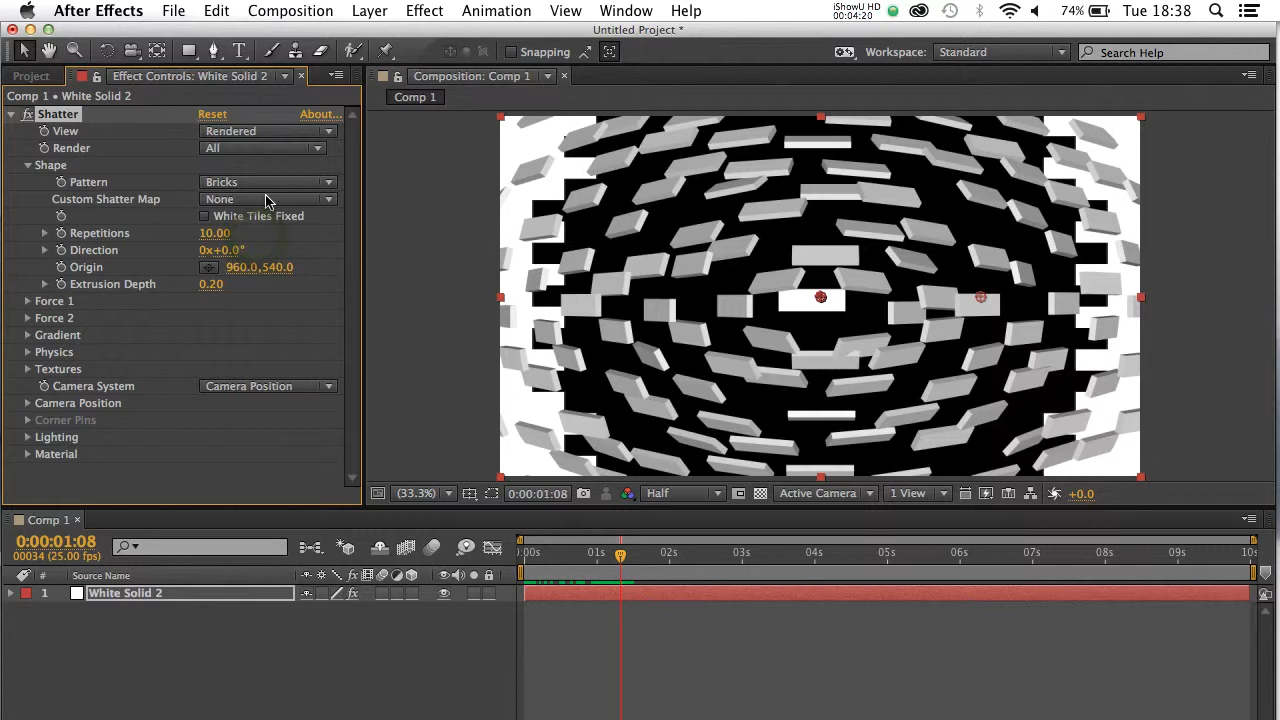 After Effects File Edit Composition Layer Effect Animation View Window Help iShowU HD 00:04:20 74% Tue 18:38
Untitled Project *
Snapping Workspace: Standard Search Help
Project Effect Controls: White Solid 2 Composition: Comp 1
Comp 1 • White Solid 2 Comp 1
fx Shatter Reset About...
View Rendered
Render All
Shape
Pattern Bricks
Custom Shatter Map None
White Tiles Fixed
Repetitions 10.00
Direction 0x+0.0°
Origin 960.0,540.0
Extrusion Depth 0.20
Force 1
Force 2
Gradient
Physics
Textures
Camera System Camera Position
Camera Position
Corner Pins
Lighting
Material
(33.3%) 0:00:01:08 Half Active Camera 1 View +0.0
Comp 1
0:00:01:08
00034 (25.00 fps)
:00s 01s 02s 03s 04s 05s 06s 07s 08s 09s 10s
# Source Name fx
1 White Solid 2 fx